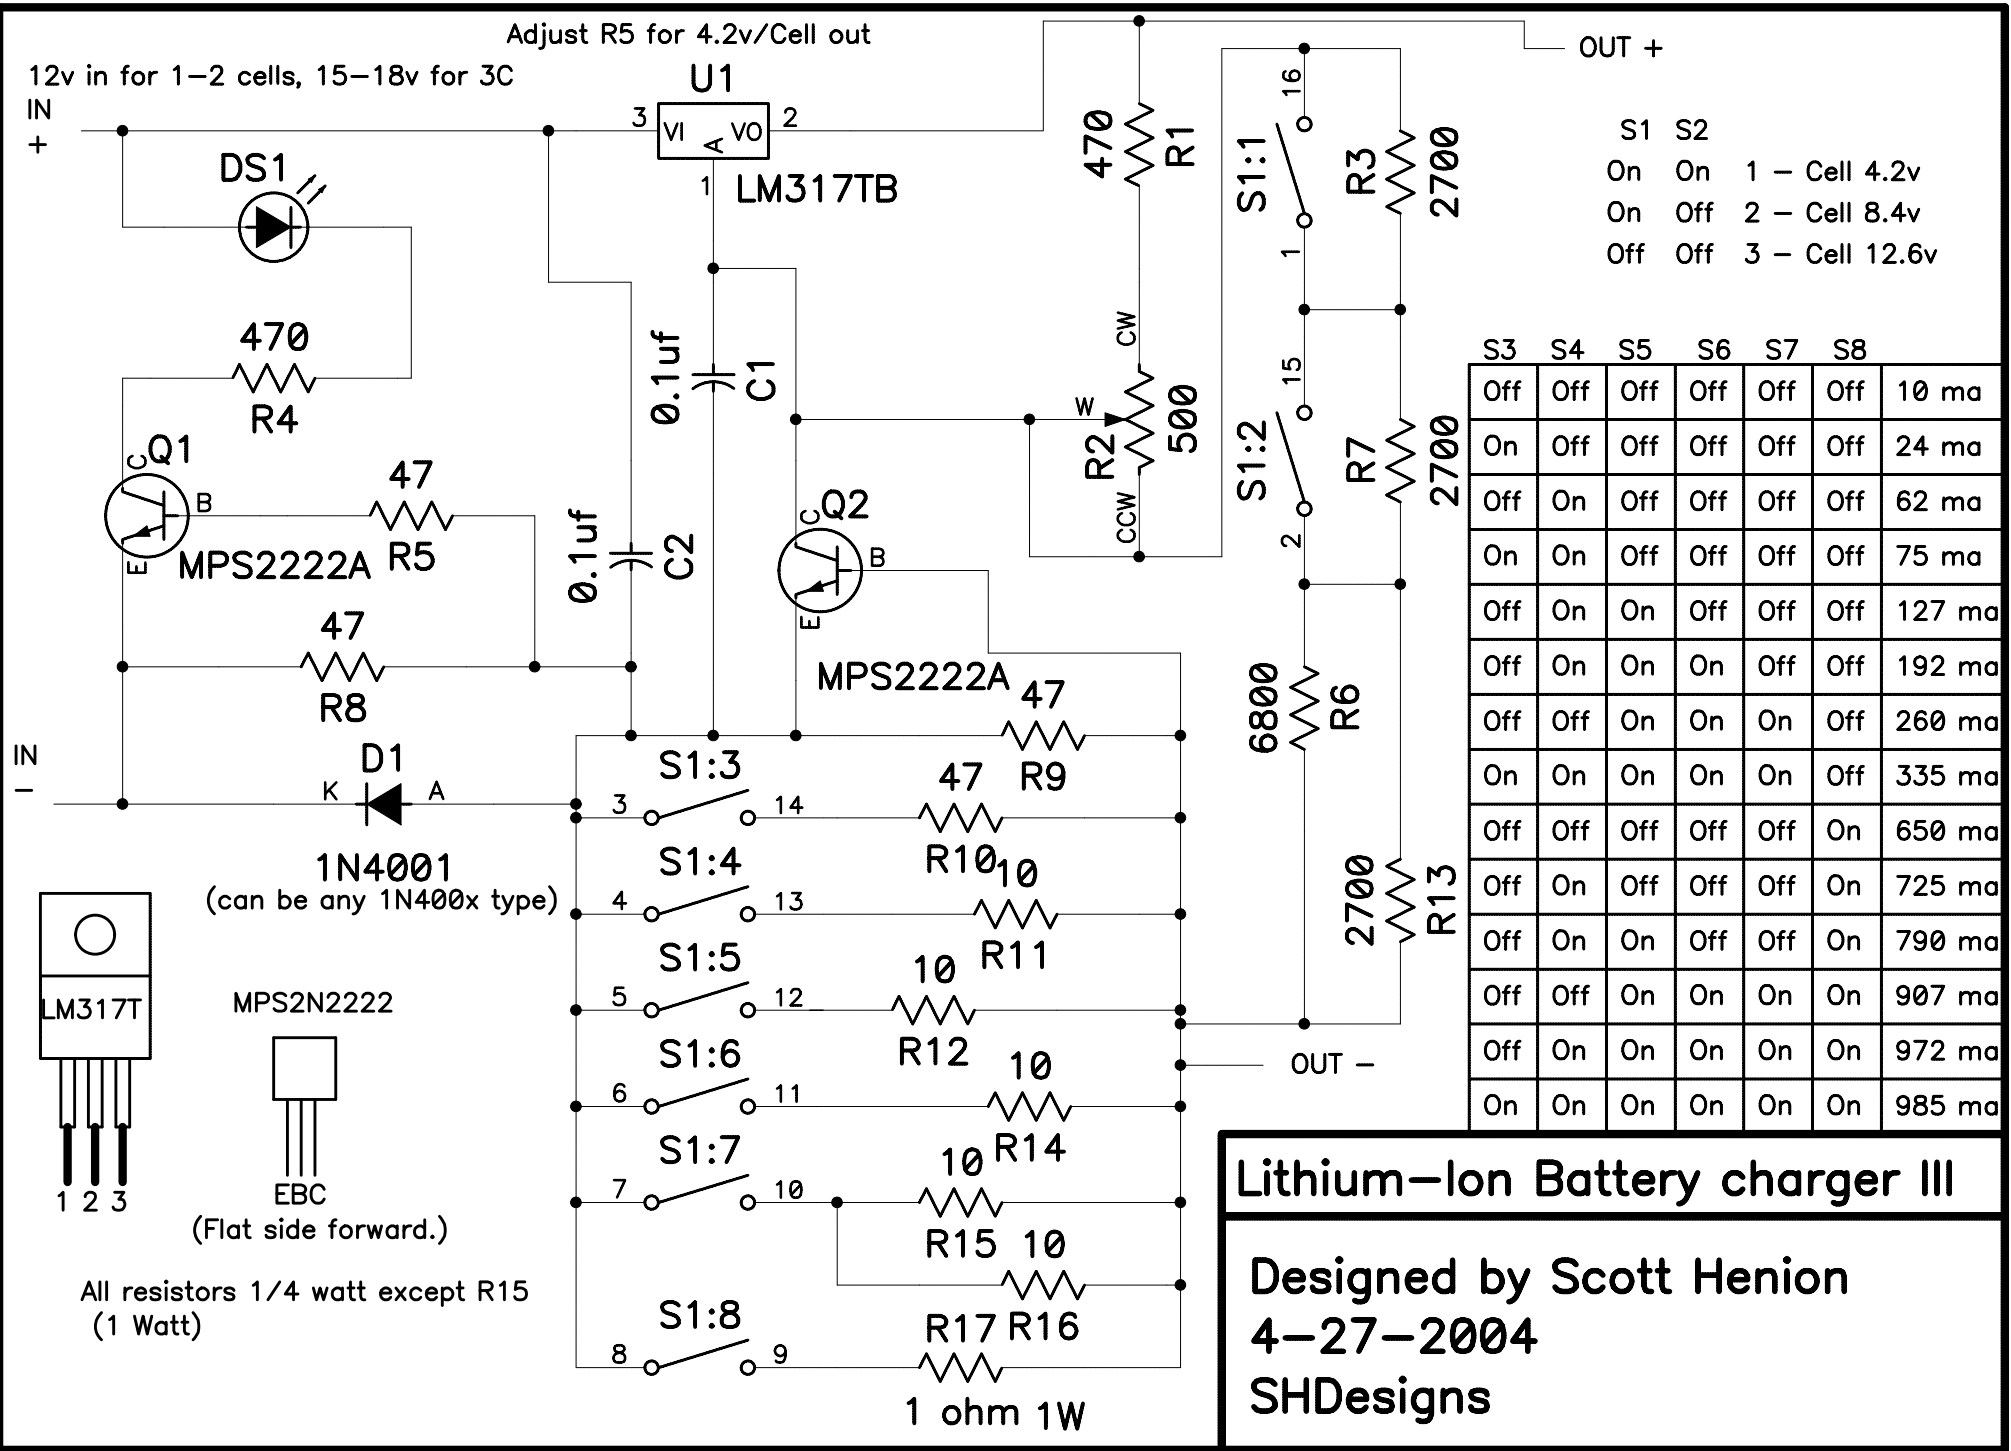 Adjust R5 for 4.2v/Cell out
12v in for 1-2 cells, 15-18v for 3C
IN
+
U1
3
VI
VO
2
A
1
LM317TB
OUT +
DS1
470
R4
Q1
C
B
E
MPS2222A
47
R5
47
R8
0.1uf
C1
0.1uf
C2
Q2
C
B
E
MPS2222A
470
R1
CW
W
R2
500
CCW
16
S1:1
1
R3
2700
15
S1:2
2
R7
2700
6800
R6
2700
R13
S1 S2
On On 1 - Cell 4.2v
On Off 2 - Cell 8.4v
Off Off 3 - Cell 12.6v
S3 S4 S5 S6 S7 S8
Off Off Off Off Off Off 10 ma
On Off Off Off Off Off 24 ma
Off On Off Off Off Off 62 ma
On On Off Off Off Off 75 ma
Off On On Off Off Off 127 ma
Off On On On Off Off 192 ma
Off Off On On On Off 260 ma
On On On On On Off 335 ma
Off Off Off Off Off On 650 ma
Off On Off Off Off On 725 ma
Off On On Off Off On 790 ma
Off Off On On On On 907 ma
Off On On On On On 972 ma
On On On On On On 985 ma
IN
-
K
D1
A
1N4001
(can be any 1N400x type)
47
R9
S1:3
3
14
47
R10
S1:4
4
13
10
R11
S1:5
5
12
10
R12
S1:6
6
11
10
R14
S1:7
7
10
10
R15
10
R16
S1:8
8
9
R17
1 ohm 1W
OUT -
LM317T
1 2 3
MPS2N2222
EBC
(Flat side forward.)
All resistors 1/4 watt except R15
(1 Watt)
Lithium-Ion Battery charger III
Designed by Scott Henion
4-27-2004
SHDesigns